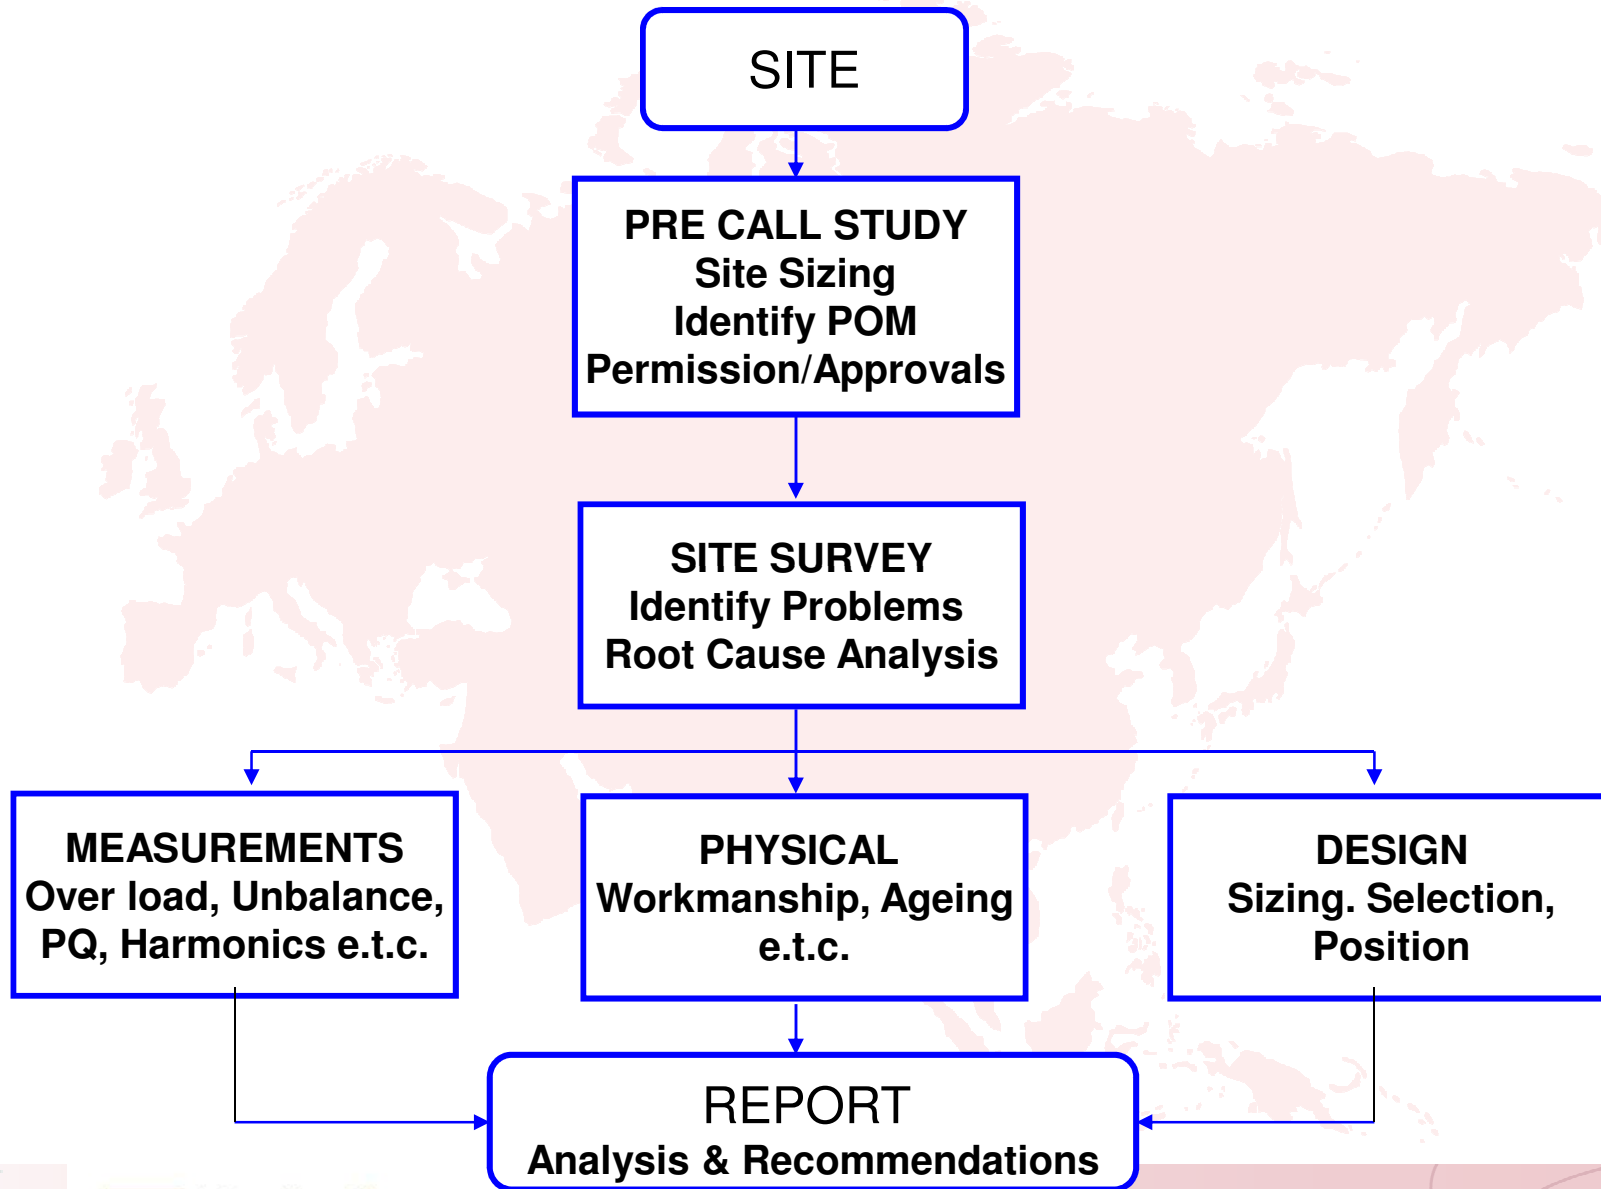 SITE
PRE CALL STUDY
Site Sizing
Identify POM
Permission/Approvals
SITE SURVEY
Identify Problems
Root Cause Analysis
MEASUREMENTS
Over load, Unbalance,
PQ, Harmonics e.t.c.
PHYSICAL
Workmanship, Ageing
e.t.c.
DESIGN
Sizing. Selection,
Position
REPORT
Analysis & Recommendations